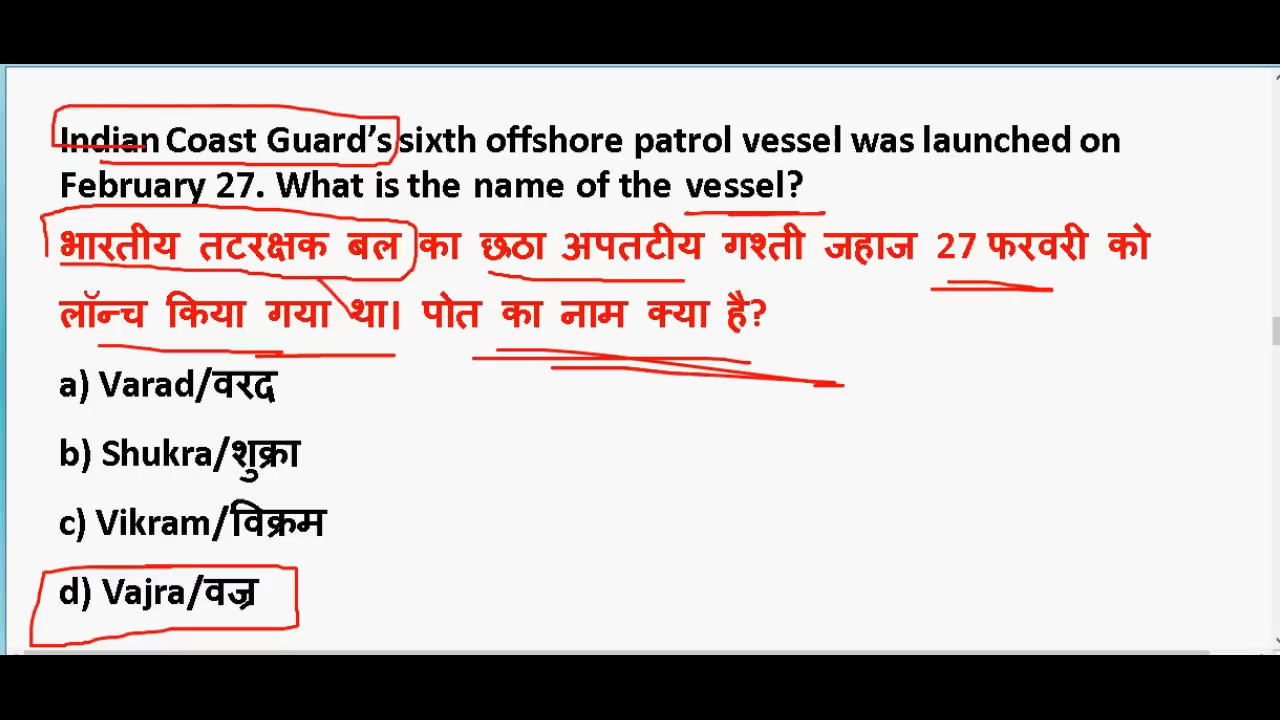 Indian Coast Guard’s sixth offshore patrol vessel was launched on
February 27. What is the name of the vessel?
भारतीय तटरक्षक बल का छठा अपतटीय गश्ती जहाज 27 फरवरी को
लॉन्च किया गया था। पोत का नाम क्या है?
a) Varad/वरद
b) Shukra/शुक्रा
c) Vikram/विक्रम
d) Vajra/वज्र